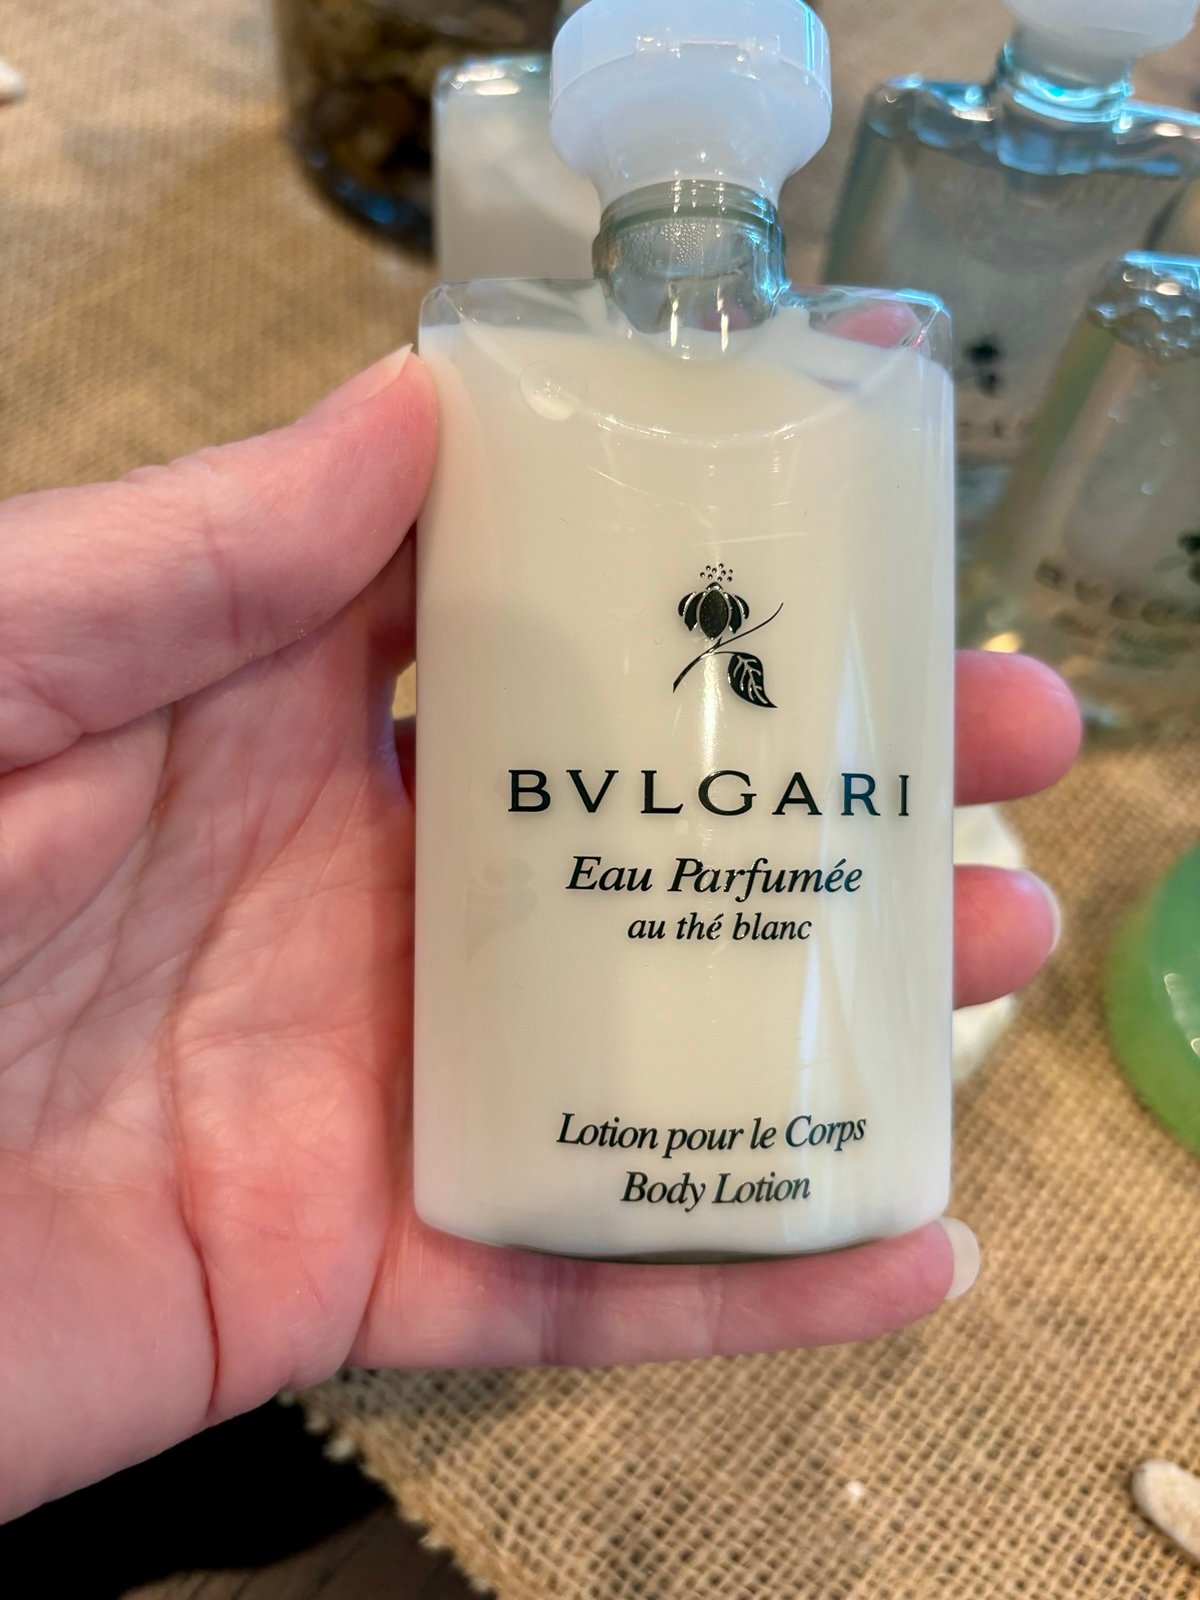 BVLGARI
Eau Parfumée
au thé blanc
Lotion pour le Corps
Body Lotion